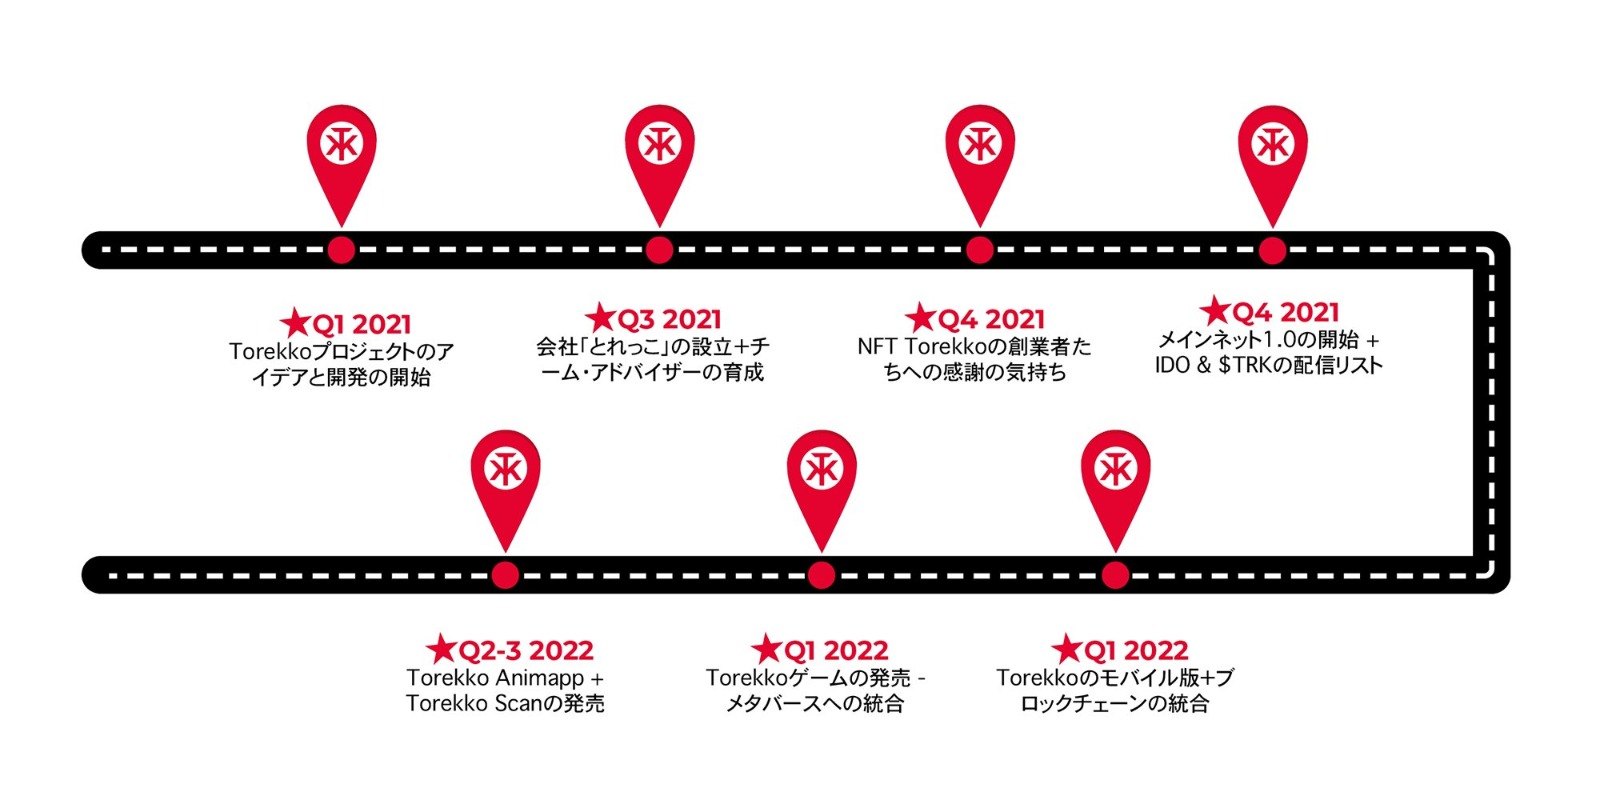 ★Q1 2021
Torekkoプロジェクトのア
イデアと開発の開始
★Q3 2021
会社「とれっこ」の設立+チ
ーム・アドバイザーの育成
★Q4 2021
NFT Torekkoの創業者た
ちへの感謝の気持ち
★Q4 2021
メインネット1.0の開始 +
IDO & $TRKの配信リスト
★Q2-3 2022
Torekko Animapp +
Torekko Scanの発売
★Q1 2022
Torekkoゲームの発売 -
メタバースへの統合
★Q1 2022
Torekkoのモバイル版+ブ
ロックチェーンの統合